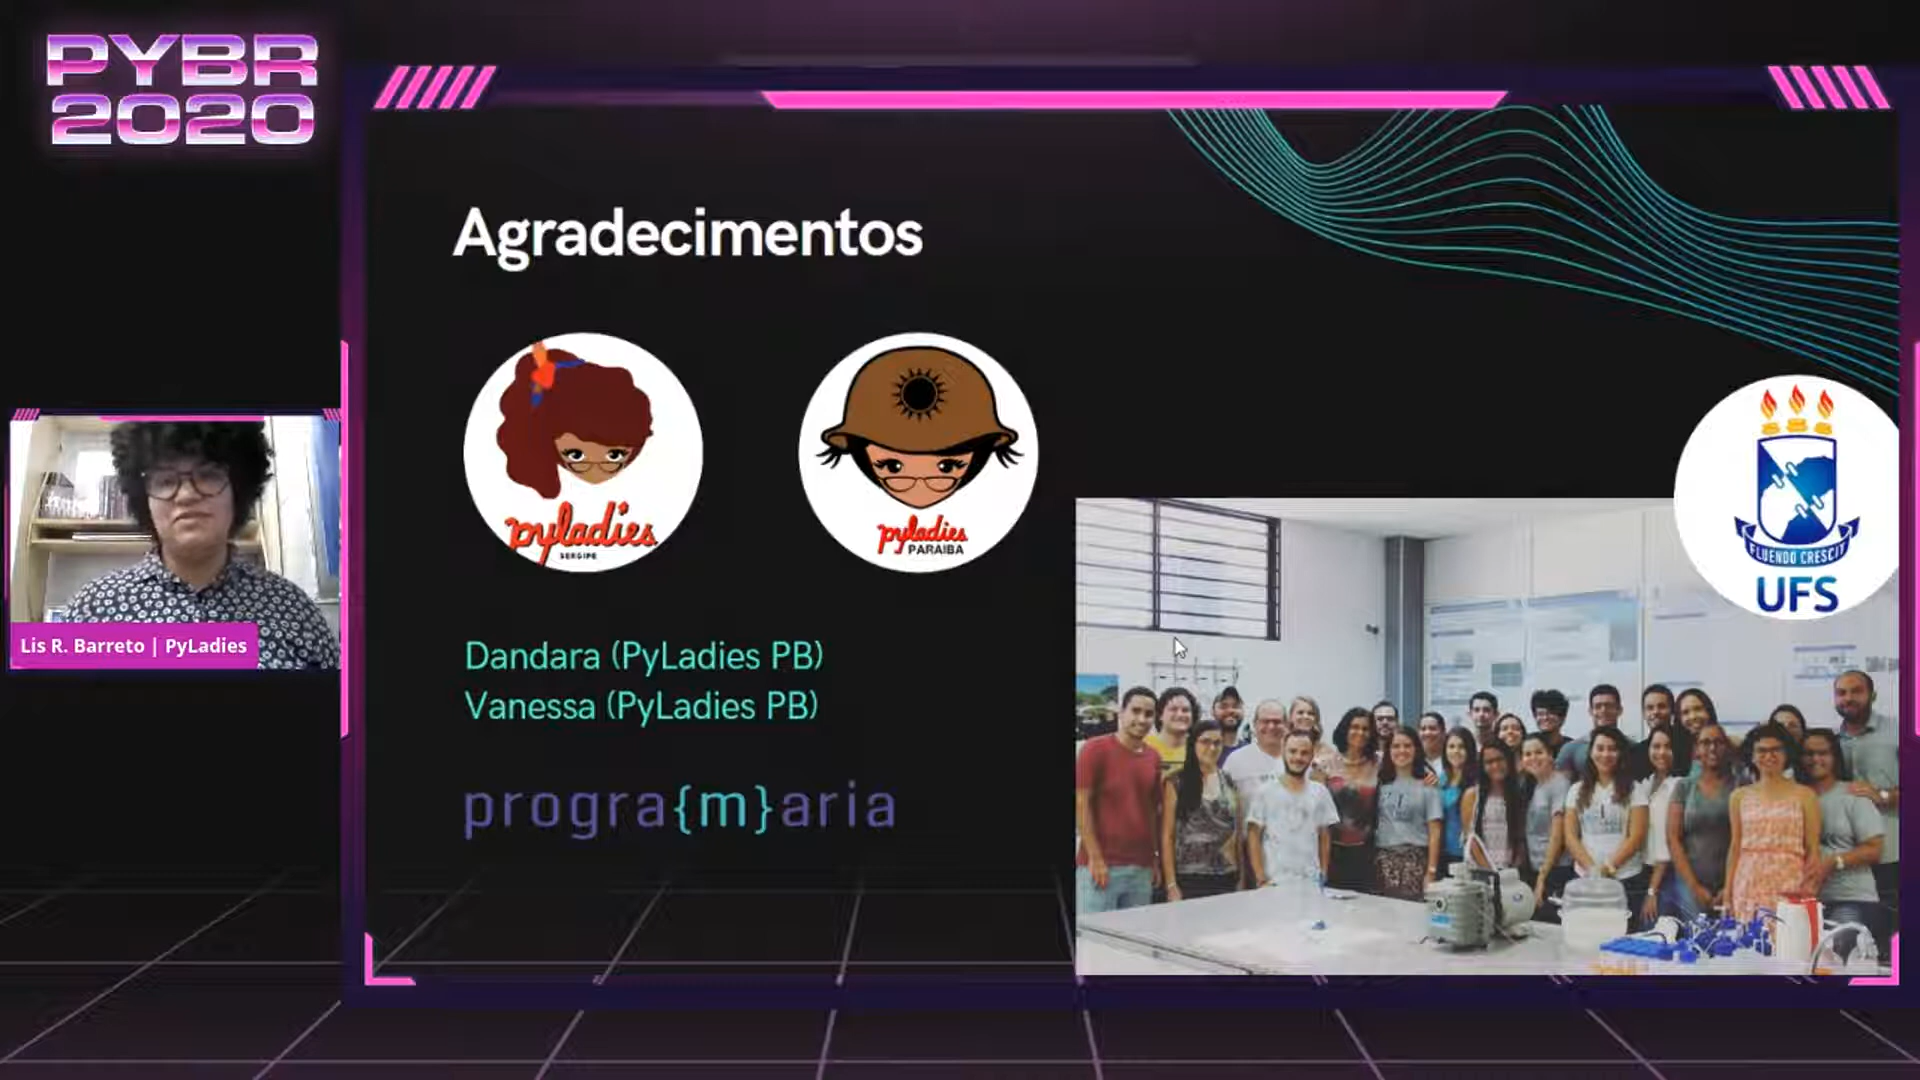 PYBR
2020
Agradecimentos
pyladies
SERGIPE
pyladies
PARAIBA
FLUENDO CRESCIT
UFS
Lis R. Barreto | PyLadies
Dandara (PyLadies PB)
Vanessa (PyLadies PB)
progra{m}aria